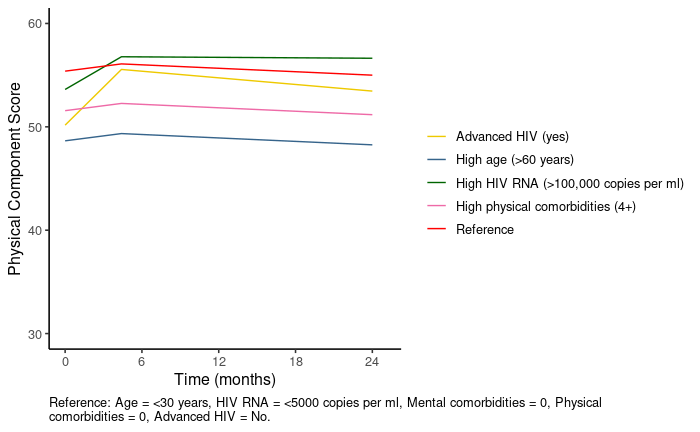 60
50
40
30
Physical Component Score
0
6
12
18
24
Time (months)
Advanced HIV (yes)
High age (>60 years)
High HIV RNA (>100,000 copies per ml)
High physical comorbidities (4+)
Reference
Reference: Age = <30 years, HIV RNA = <5000 copies per ml, Mental comorbidities = 0, Physical
comorbidities = 0, Advanced HIV = No.